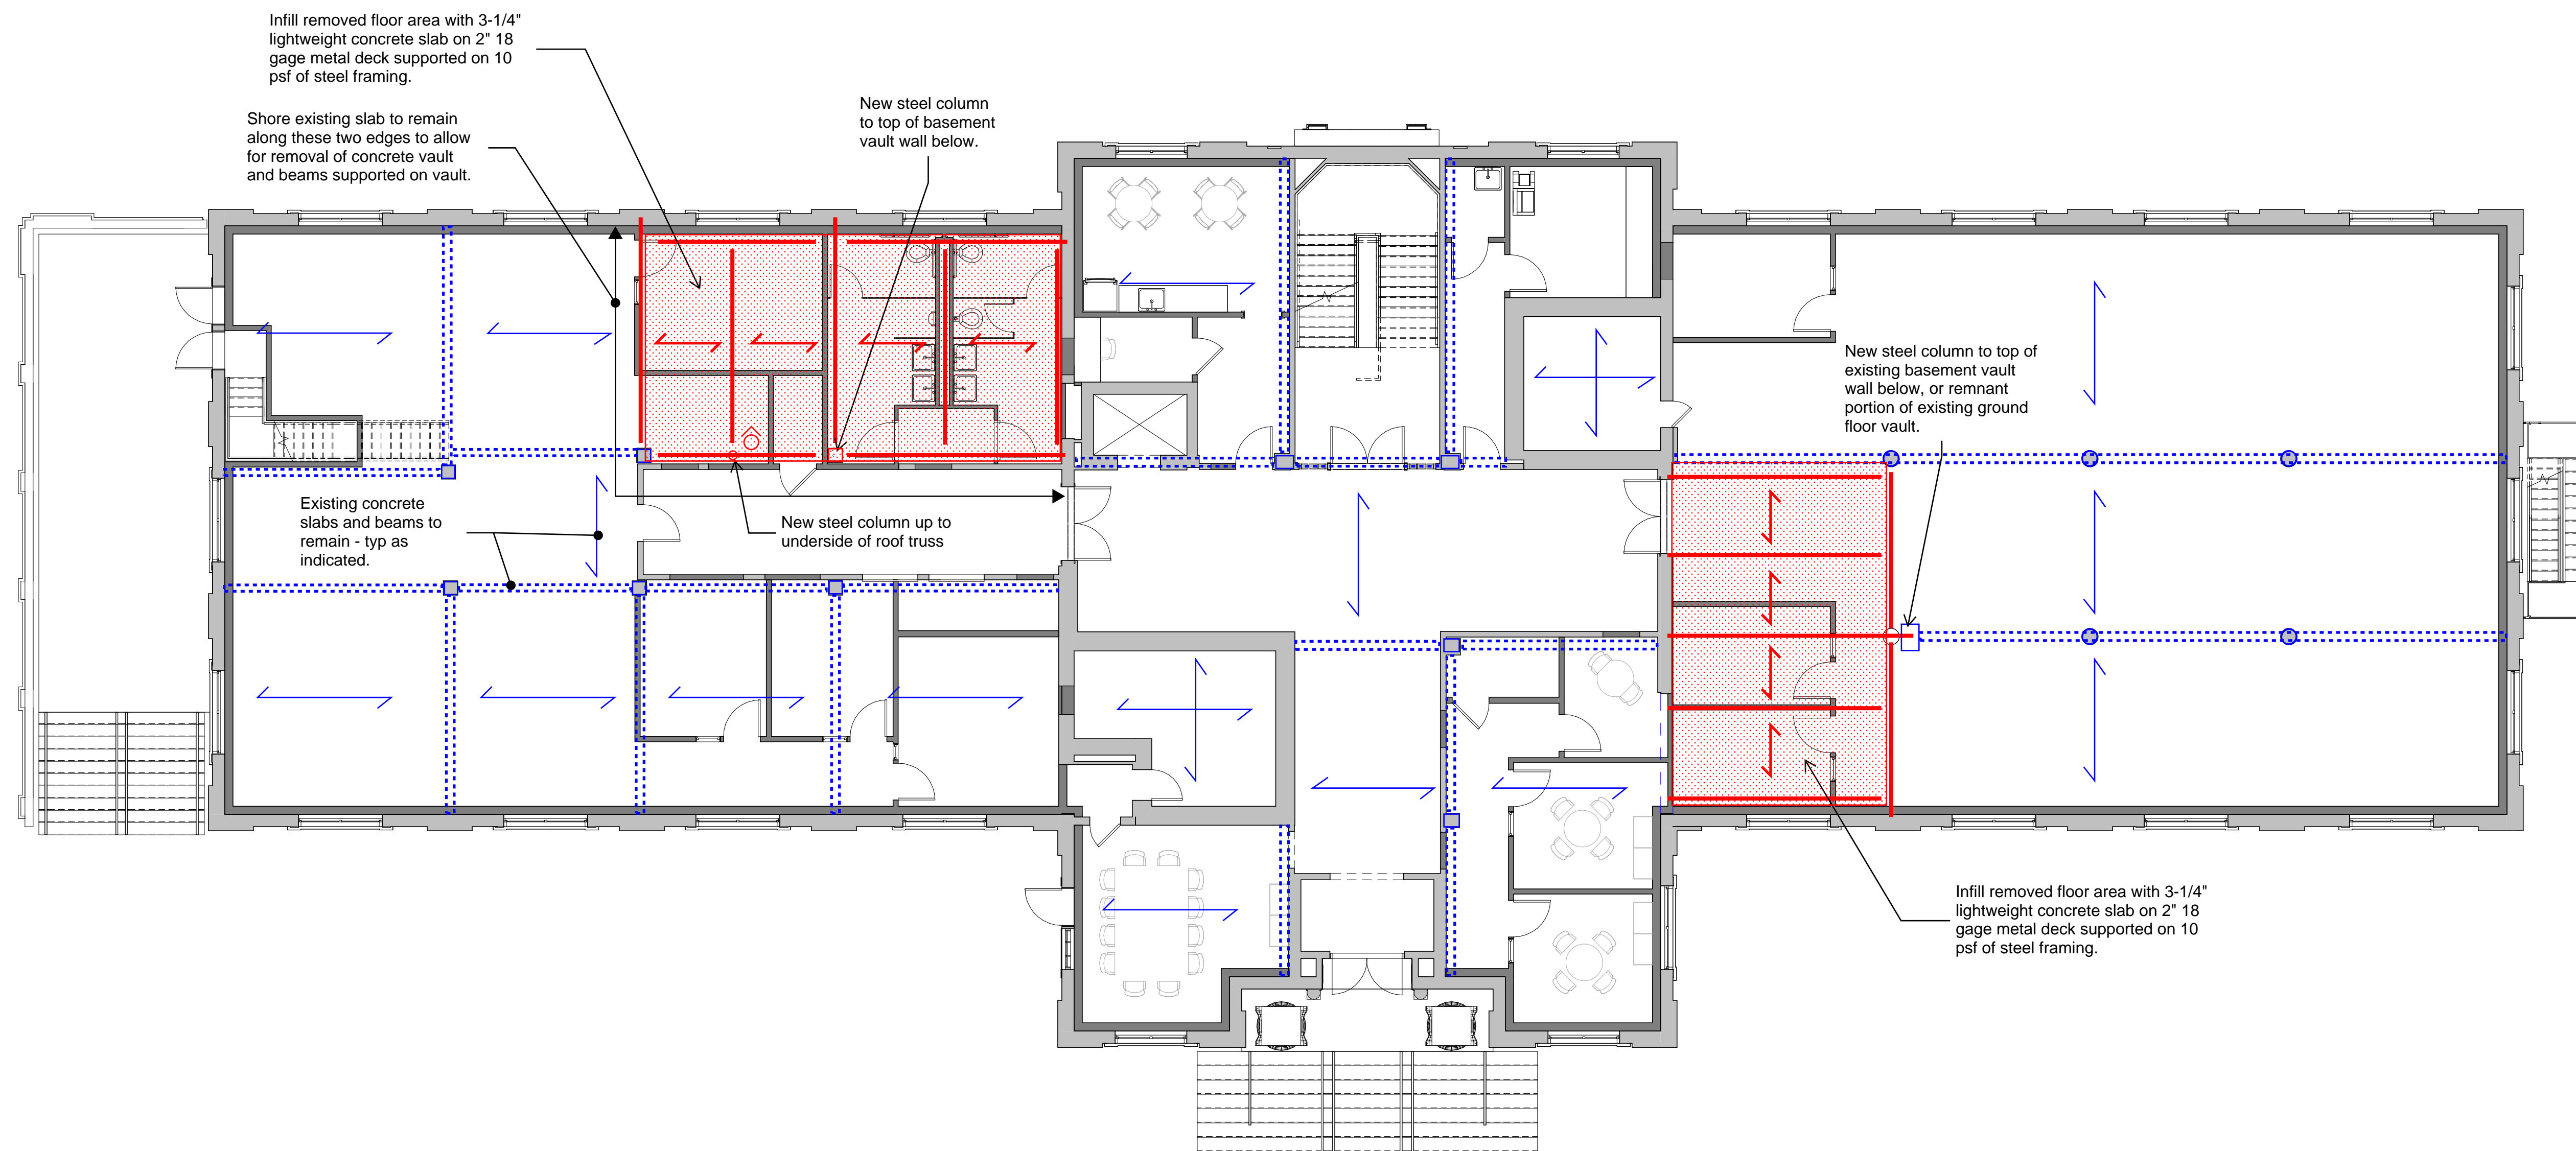 Infill removed floor area with 3-1/4"
lightweight concrete slab on 2" 18
gage metal deck supported on 10
psf of steel framing.
Shore existing slab to remain
along these two edges to allow
for removal of concrete vault
and beams supported on vault.
New steel column
to top of basement
vault wall below.
New steel column to top of
existing basement vault
wall below, or remnant
portion of existing ground
floor vault.
Existing concrete
slabs and beams to
remain - typ as
indicated.
New steel column up to
underside of roof truss
Infill removed floor area with 3-1/4"
lightweight concrete slab on 2" 18
gage metal deck supported on 10
psf of steel framing.